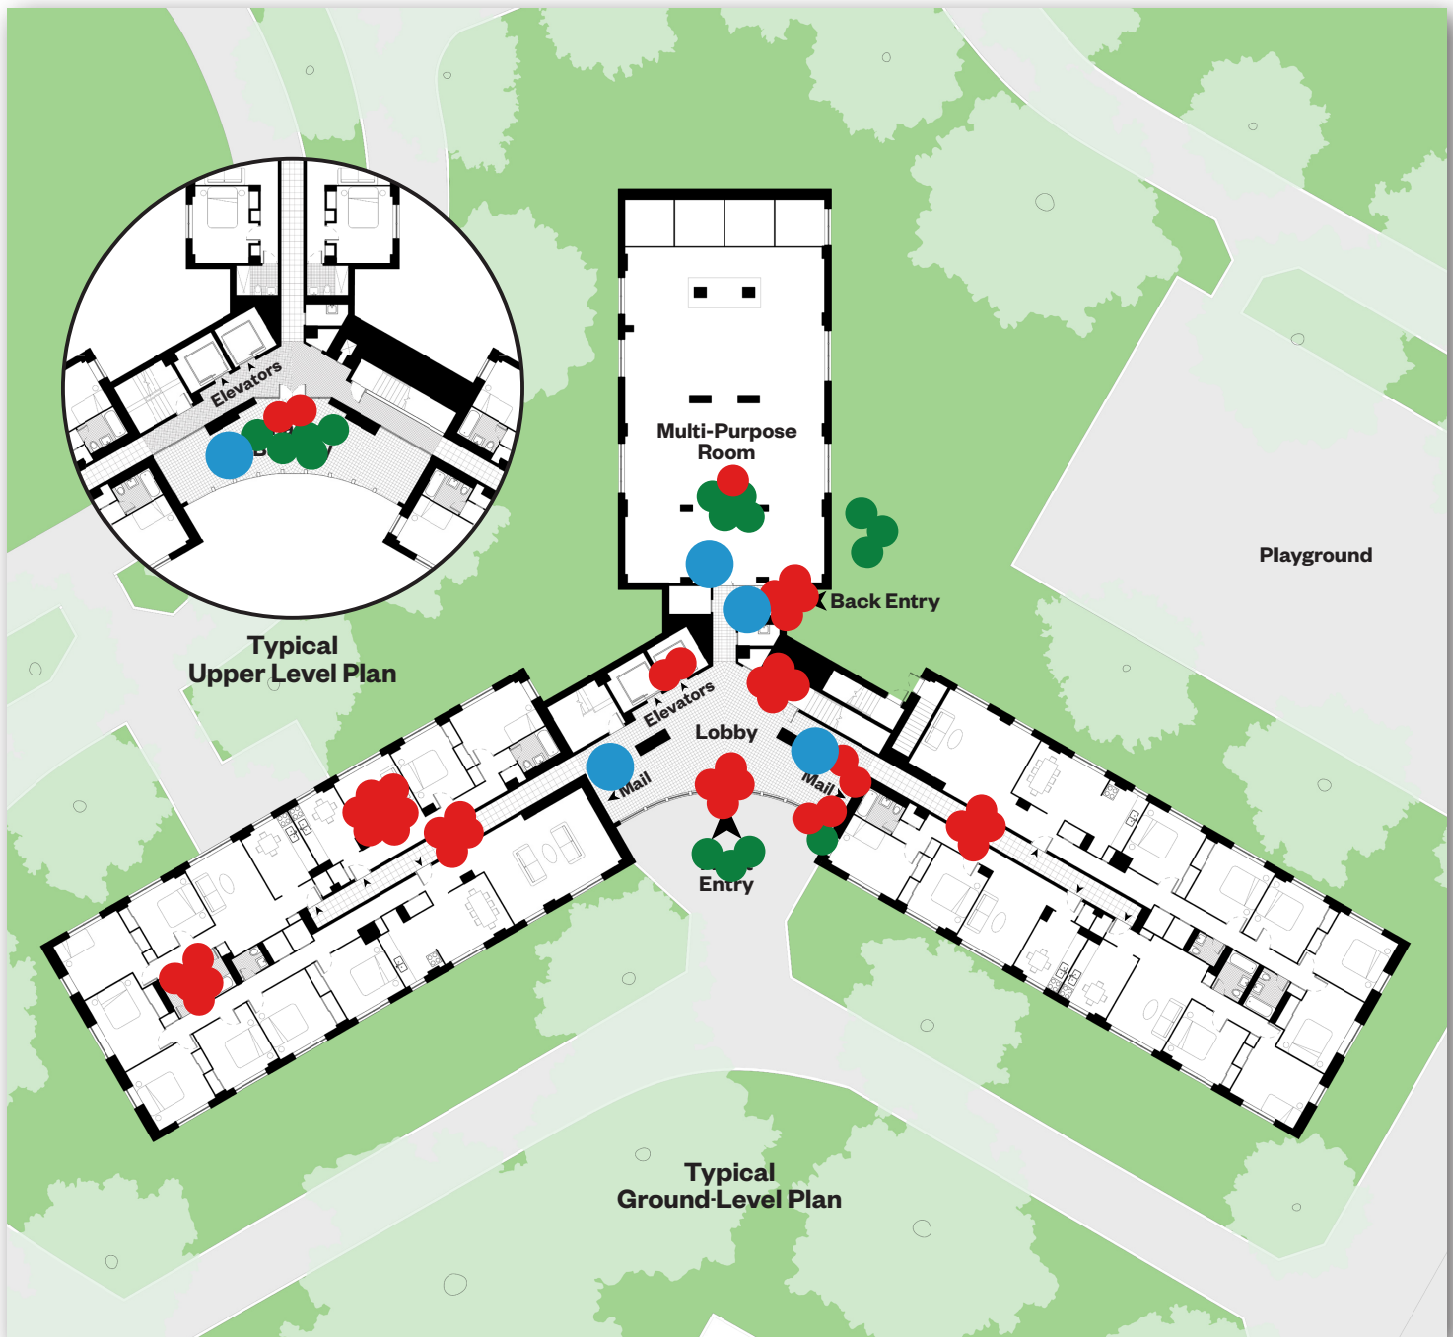 Elevators
Typical
Upper Level Plan
Multi-Purpose
Room
Playground
Back Entry
Elevators
Lobby
Mail
Mail
Entry
Typical
Ground-Level Plan